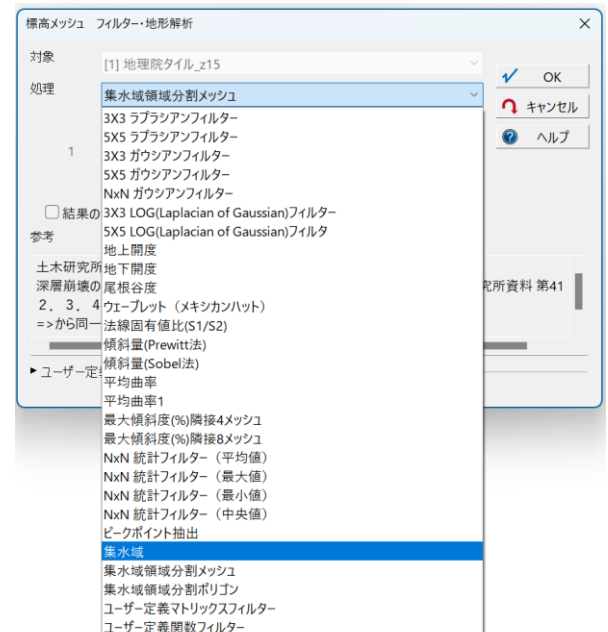 標高メッシュ フィルター・地形解析
対象
[1] 地理院タイル_z15
OK
処理
集水域領域分割メッシュ
キャンセル
3X3 ラプラシアンフィルター
5X5 ラプラシアンフィルター
ヘルプ
1
3X3 ガウシアンフィルター
5X5 ガウシアンフィルター
NxN ガウシアンフィルター
結果の
3X3 LOG(Laplacian of Gaussian)フィルター
参考
5X5 LOG(Laplacian of Gaussian)フィルタ
地上開度
土木研究所
地下開度
深層崩壊の
尾根谷度
究所資料 第41
2．3．4
ウェーブレット（メキシカンハット）
=>から同一
法線固有値比(S1/S2)
傾斜量(Prewitt法)
傾斜量(Sobel法)
ユーザー定
平均曲率
平均曲率1
最大傾斜度(%)隣接4メッシュ
最大傾斜度(%)隣接8メッシュ
NxN 統計フィルター（平均値）
NxN 統計フィルター（最大値）
NxN 統計フィルター（最小値）
NxN 統計フィルター（中央値）
ピークポイント抽出
集水域
集水域領域分割メッシュ
集水域領域分割ポリゴン
ユーザー定義マトリックスフィルター
ユーザー定義関数フィルター